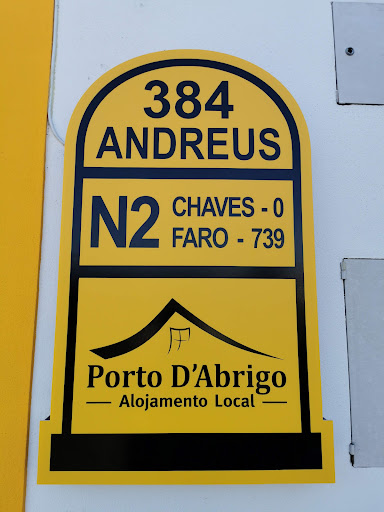 384
ANDREUS
N2
CHAVES - 0
FARO - 739
Porto D'Abrigo
— Alojamento Local —